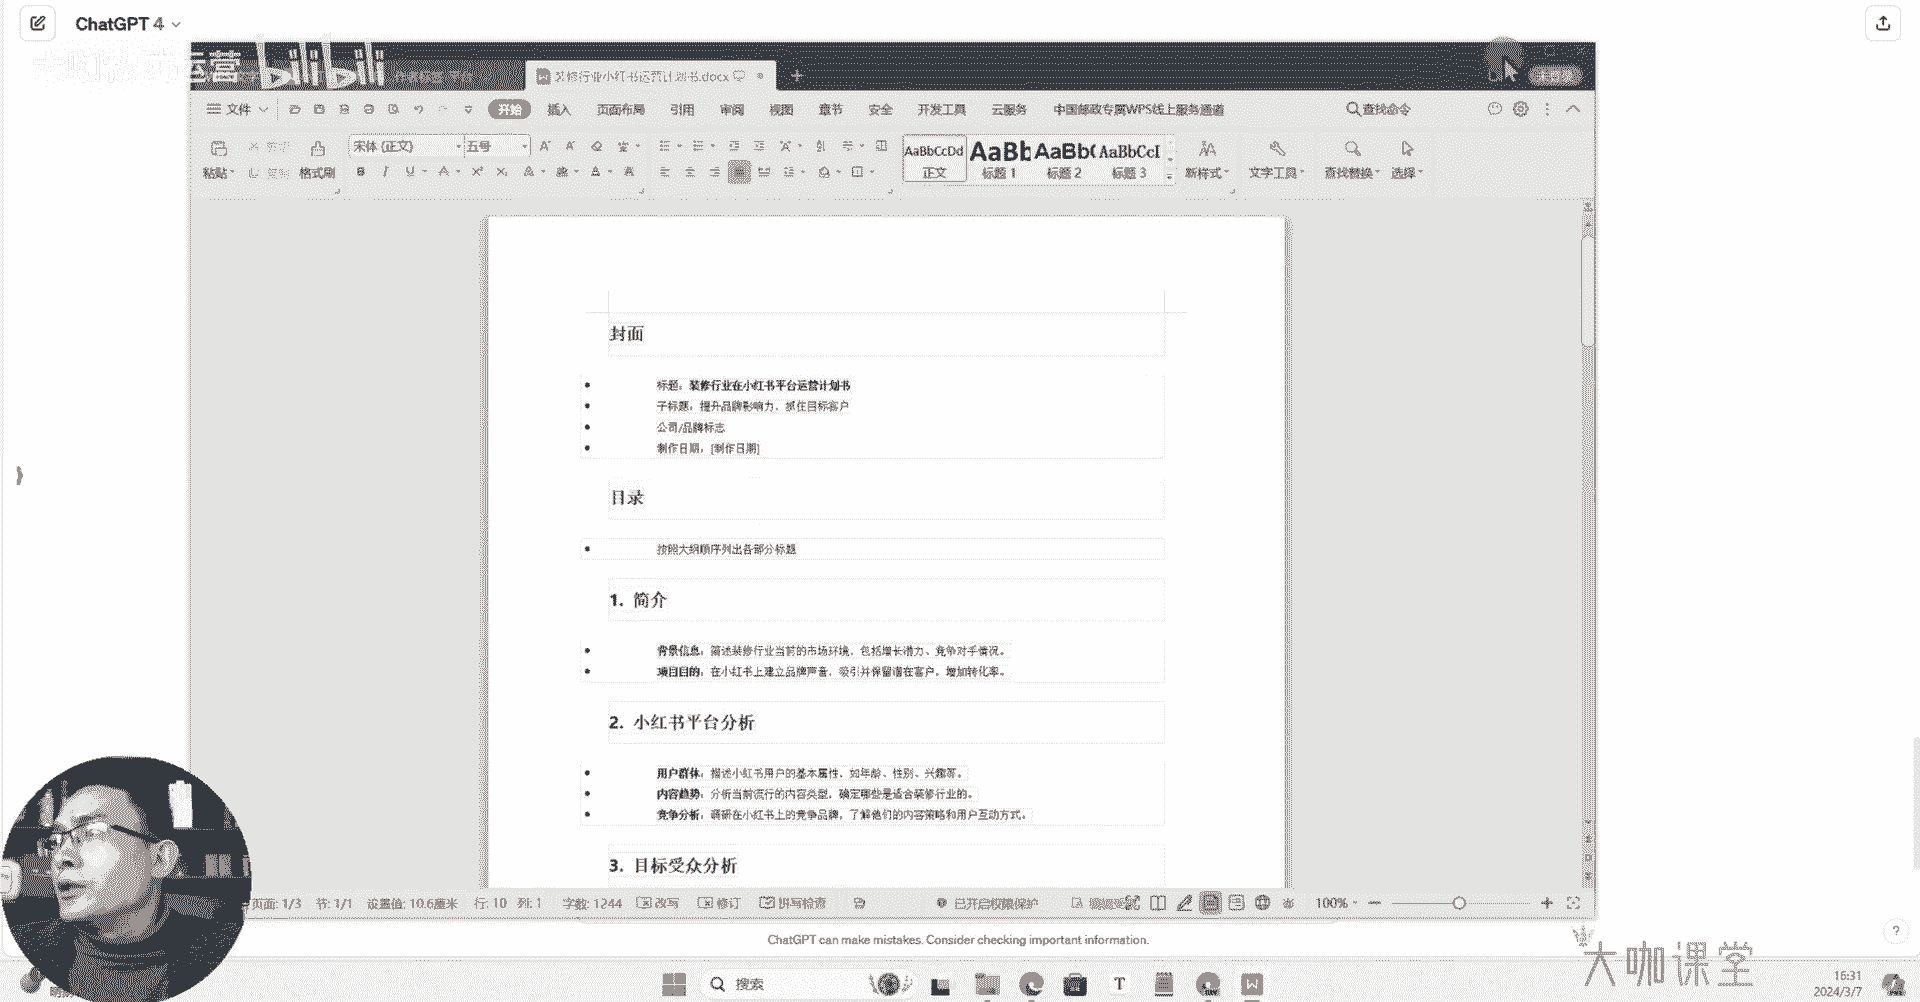 ChatGPT 4
运营 bilibili
装修行业小红书运营计划书.docx
文件 开始 插入 页面布局 引用 审阅 视图 章节 安全 开发工具 云服务 中国邮政专属WPS线上服务通道 查找命令
宋体 (正文) 五号
粘贴 格式刷 AaBbCcDd 正文 AaBb 标题 1 AaBb( 标题 2 AaBbCcI 标题 3 新样式 文字工具 查找替换 选择
封面
• 标题：装修行业在小红书平台运营计划书
• 子标题：提升品牌影响力，抓住目标客户
• 公司/品牌标志
• 制作日期：[制作日期]
目录
• 按照大纲顺序列出各部分标题
1. 简介
• 背景信息：简述装修行业当前的市场环境，包括增长潜力、竞争对手情况。
• 项目目的：在小红书上建立品牌声音，吸引并保留潜在客户，增加转化率。
2. 小红书平台分析
• 用户群体：描述小红书用户的基本属性，如年龄、性别、兴趣等。
• 内容趋势：分析当前流行的内容类型，确定哪些是适合装修行业的。
• 竞争分析：调研在小红书上的竞争品牌，了解他们的内容策略和用户互动方式。
3. 目标受众分析
页面: 1/3 节: 1/1 设置值: 10.6厘米 行: 10 列: 1 字数: 1244 改写 修订 拼写检查 已开启权限保护 100%
ChatGPT can make mistakes. Consider checking important information.
大咖课堂
搜索
16:31
2024/3/7